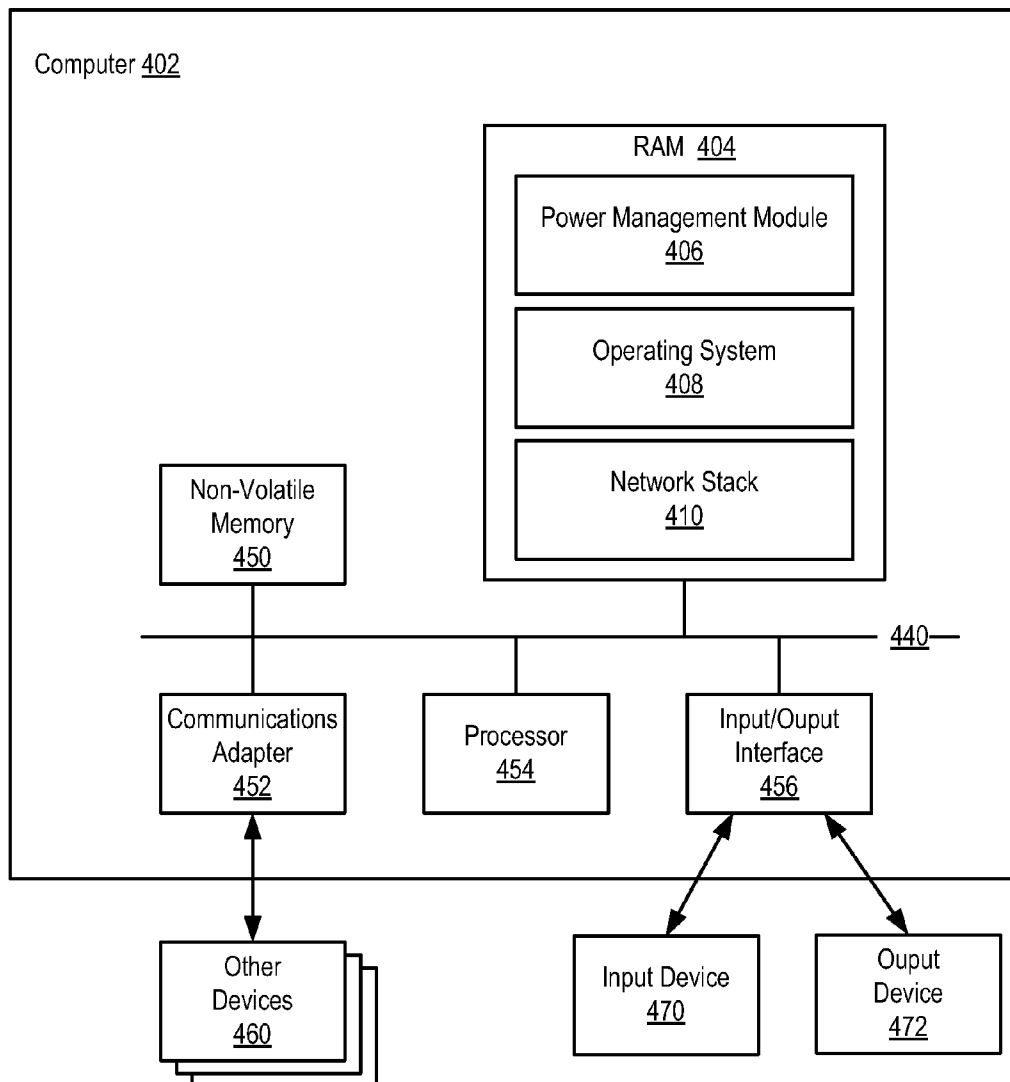 Computer 402
RAM 404
Power Management Module
406
Operating System
408
Network Stack
410
Non-Volatile
Memory
450
440
Communications
Adapter
452
Processor
454
Input/Ouput
Interface
456
Other
Devices
460
Input Device
470
Ouput
Device
472